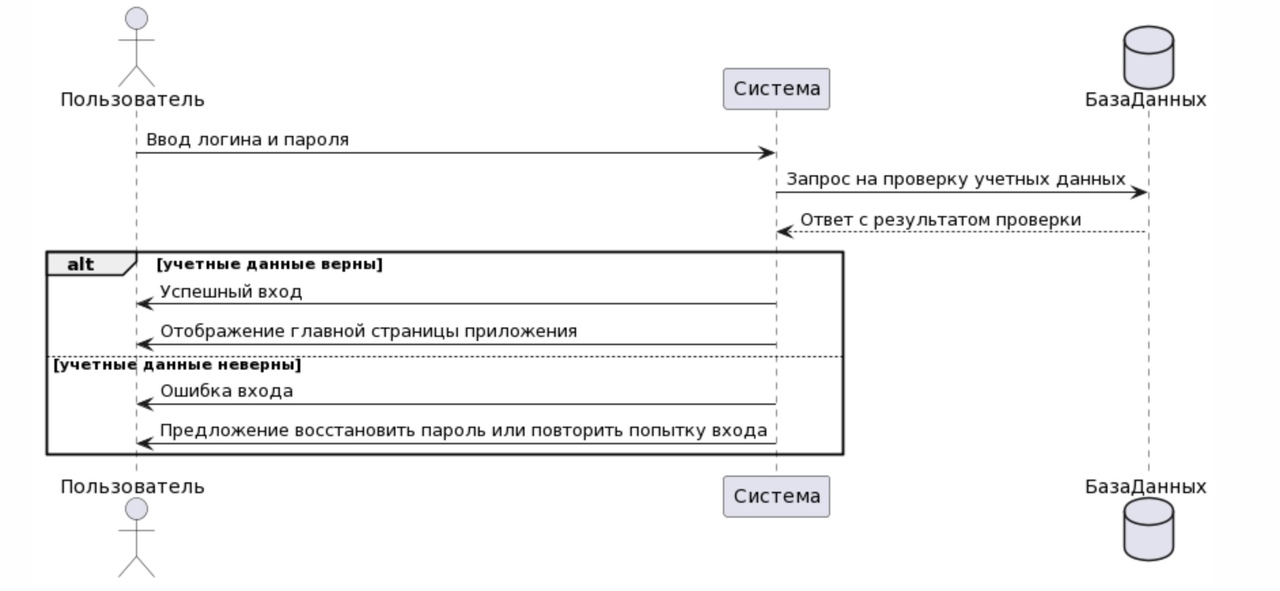 Пользователь
Система
БазаДанных
Ввод логина и пароля
Запрос на проверку учетных данных
Ответ с результатом проверки
alt [учетные данные верны]
Успешный вход
Отображение главной страницы приложения
[учетные данные неверны]
Ошибка входа
Предложение восстановить пароль или повторить попытку входа
Пользователь
Система
БазаДанных